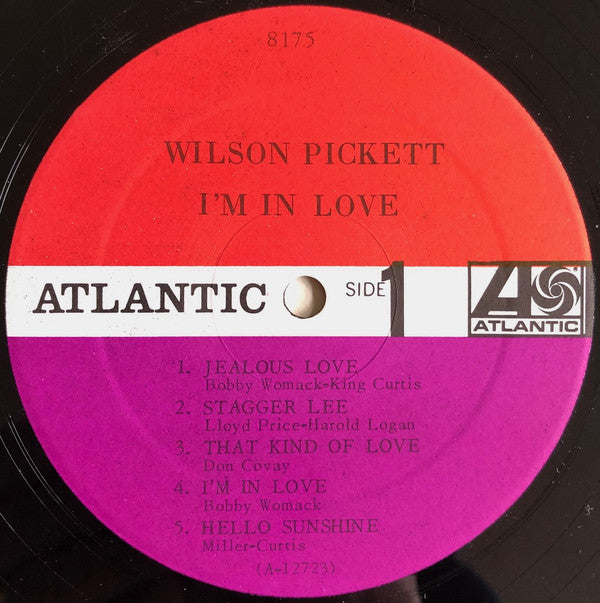 8175
WILSON PICKETT
I'M IN LOVE
ATLANTIC
SIDE 1
ATLANTIC
1. JEALOUS LOVE
Bobby Womack-King Curtis
2. STAGGER LEE
Lloyd Price-Harold Logan
3. THAT KIND OF LOVE
Don Covay
4. I'M IN LOVE
Bobby Womack
5. HELLO SUNSHINE
Miller-Curtis
(A-12723)